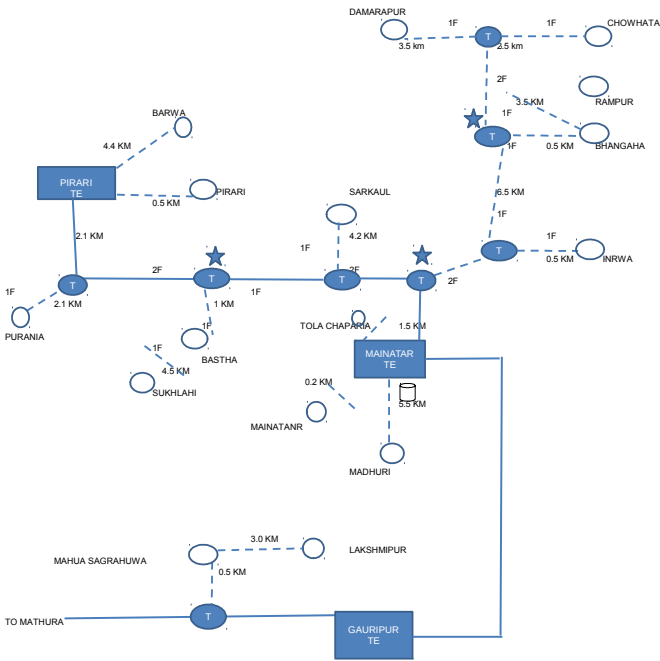 DAMARAPUR
1F
1F
CHOWHATA
T
3.5 km
2.5 km
2F
3.5 KM
RAMPUR
BARWA
1F
T
1F
0.5 KM
BHANGAHA
4.4 KM
PIRARI
TE
PIRARI
0.5 KM
SARKAUL
6.5 KM
1F
2.1 KM
4.2 KM
1F
1F
T
0.5 KM
INRWA
2F
2F
T
T
T
T
2F
1F
1F
2.1 KM
1 KM
PURANIA
1F
TOLA CHAPARIA
1.5 KM
1F
BASTHA
MAINATAR
TE
4.5 KM
SUKHLAHI
0.2 KM
5.5 KM
MAINATANR
MADHURI
3.0 KM
LAKSHMIPUR
MAHUA SAGRAHUWA
0.5 KM
T
TO MATHURA
GAURIPUR
TE